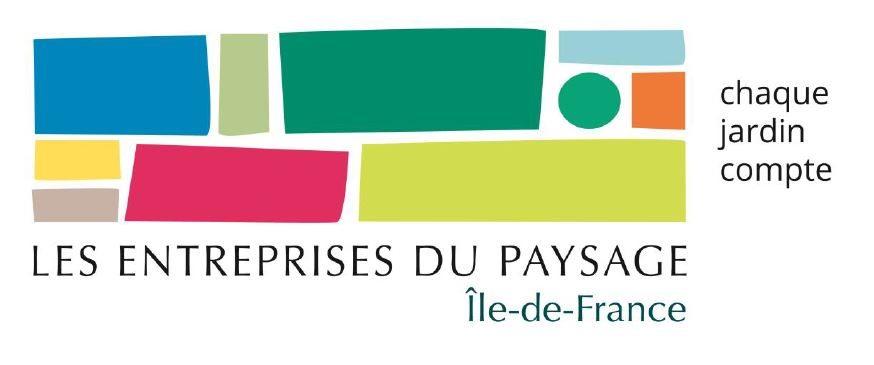 chaque
jardin
compte
LES ENTREPRISES DU PAYSAGE
Île-de-France